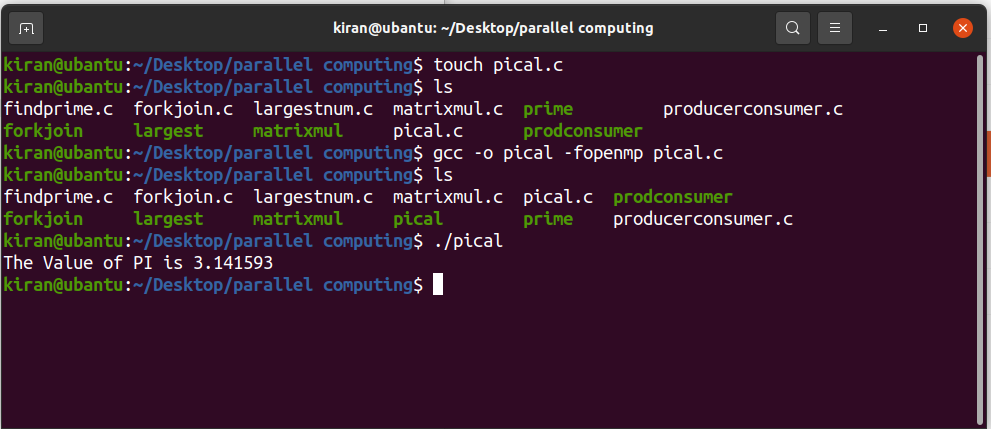 kiran@ubantu: ~/Desktop/parallel computing
kiran@ubantu:~/Desktop/parallel computing$ touch pical.c
kiran@ubantu:~/Desktop/parallel computing$ ls
findprime.c forkjoin.c largestnum.c matrixmul.c prime producerconsumer.c
forkjoin largest matrixmul pical.c prodconsumer
kiran@ubantu:~/Desktop/parallel computing$ gcc -o pical -fopenmp pical.c
kiran@ubantu:~/Desktop/parallel computing$ ls
findprime.c forkjoin.c largestnum.c matrixmul.c pical.c prodconsumer
forkjoin largest matrixmul pical prime producerconsumer.c
kiran@ubantu:~/Desktop/parallel computing$ ./pical
The Value of PI is 3.141593
kiran@ubantu:~/Desktop/parallel computing$